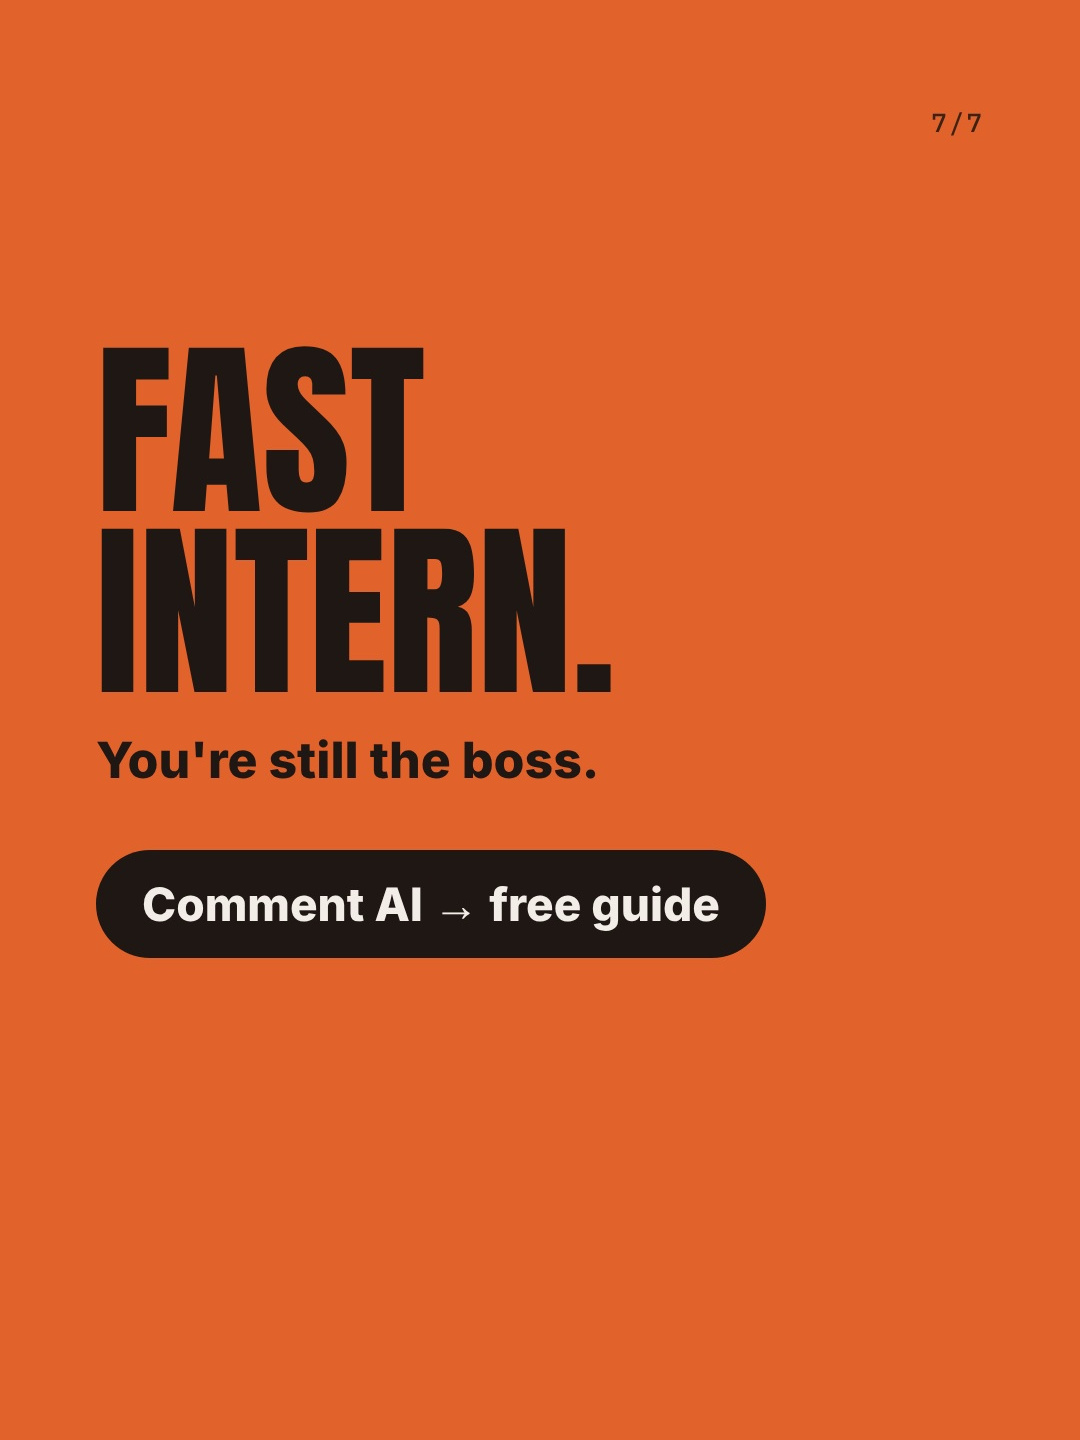 7/7
FAST
INTERN.
You're still the boss.
Comment AI → free guide